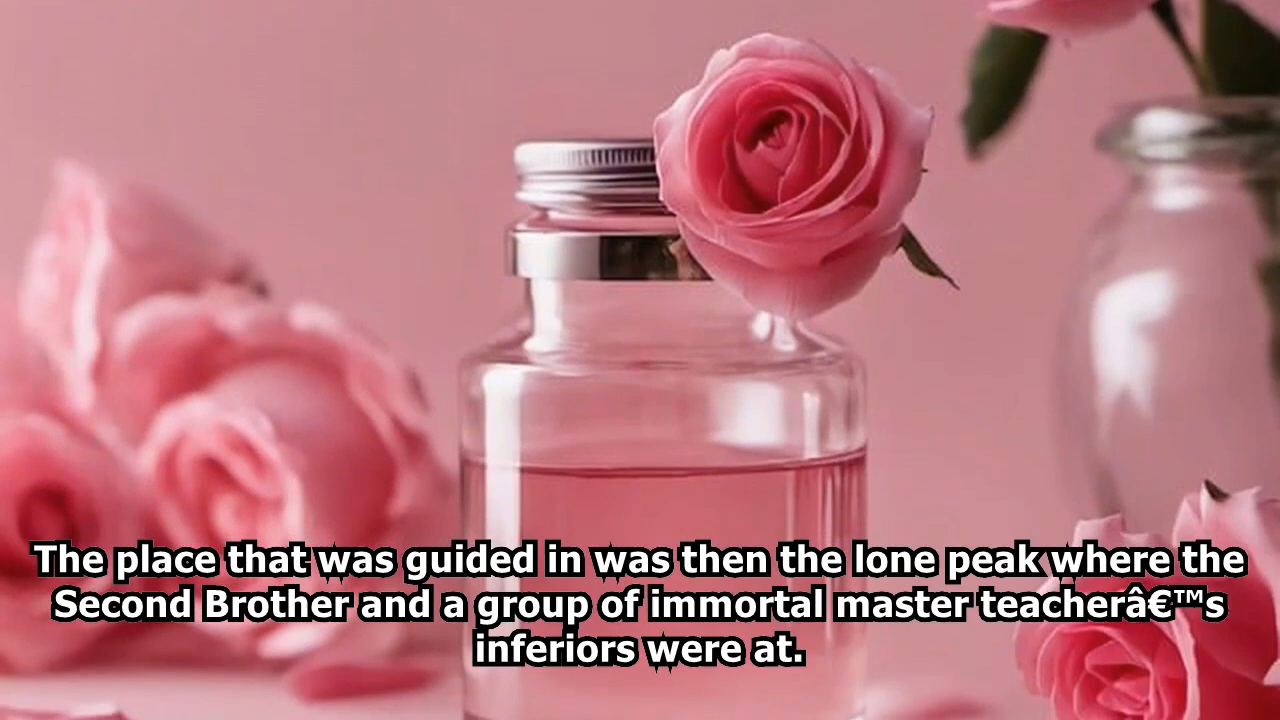 The place that was guided in was then the lone peak where the
Second Brother and a group of immortal master teacherâ€™s
inferiors were at.